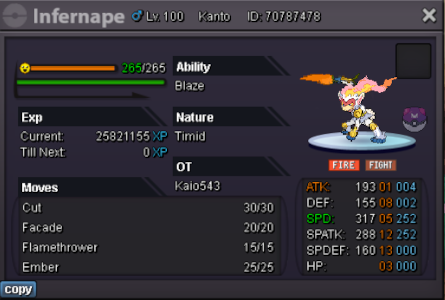 Infernape ♂ Lv. 100 Kanto ID: 70787478
265/265
Ability
Blaze
Exp
Current: 25821155 XP
Till Next: 0 XP
Nature
Timid
OT
Kaio543
Moves
Cut 30/30
Facade 20/20
Flamethrower 15/15
Ember 25/25
FIRE FIGHT
ATK: 193 01 004
DEF: 155 08 002
SPD: 317 05 252
SPATK: 288 12 252
SPDEF: 160 13 000
HP: 03 000
copy